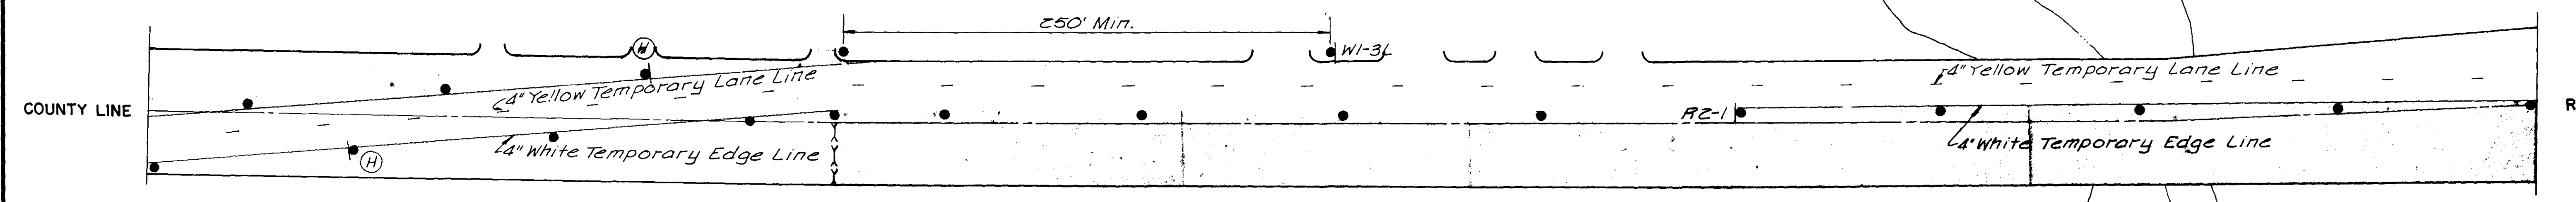 250' Min.
H
W1-3L
4" Yellow Temporary Lane Line
4" Yellow Temporary Lane Line
COUNTY LINE
R2-1
R
4" White Temporary Edge Line
H
4" White Temporary Edge Line